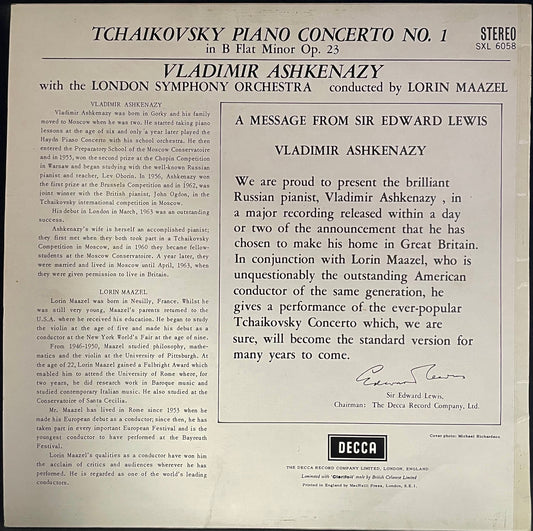 TCHAIKOVSKY PIANO CONCERTO NO. 1
in B Flat Minor Op. 23
STEREO
SXL 6058
VLADIMIR ASHKENAZY
with the LONDON SYMPHONY ORCHESTRA conducted by LORIN MAAZEL
VLADIMIR ASHKENAZY
Vladimir Ashkenazy was born in Gorky and his family
moved to Moscow when he was two. He started taking piano
lessons at the age of six and only a year later played the
Haydn Piano Concerto with his school orchestra. He then
entered the Preparatory School of the Moscow Conservatoire
and in 1955, won the second prize at the Chopin Competition
in Warsaw and began studying with the well-known Russian
pianist and teacher, Lev Oborin. In 1956, Ashkenazy won
the first prize at the Brussels Competition and in 1962, was
joint winner with the British pianist, John Ogdon, in the
Tchaikovsky international competition in Moscow.
His debut in London in March, 1963 was an outstanding
success.
Ashkenazy's wife is herself an accomplished pianist;
they first met when they both took part in a Tchaikovsky
Competition in Moscow, and in 1960 they became fellow-
students at the Moscow Conservatoire. A year later, they
were married and lived in Moscow until April, 1963, when
they were given permission to live in Britain.
LORIN MAAZEL
Lorin Maazel was born in Neuilly, France. Whilst he
was still very young, Maazel's parents returned to the
U.S.A. where he received his education. He began to study
the violin at the age of five and made his debut as a
conductor at the New York World's Fair at the age of nine.
From 1946-1950, Maazel studied philosophy, mathe-
matics and the violin at the University of Pittsburgh. At
the age of 22, Lorin Maazel gained a Fulbright Award which
enabled him to attend the University of Rome where, for
two years, he did research work in Baroque music and
studied contemporary Italian music. He also studied at the
Conservatoire of Santa Cecilia.
Mr. Maazel has lived in Rome since 1953 when he
made his European debut as a conductor; since then, he has
taken part in every important European Festival and is the
youngest conductor to have performed at the Bayreuth
Festival.
Lorin Maazel's qualities as a conductor have won him
the acclaim of critics and audiences wherever he has
performed. He is regarded as one of the world's leading
conductors.
A MESSAGE FROM SIR EDWARD LEWIS
VLADIMIR ASHKENAZY
We are proud to present the brilliant
Russian pianist, Vladimir Ashkenazy , in
a major recording released within a day
or two of the announcement that he has
chosen to make his home in Great Britain.
In conjunction with Lorin Maazel, who is
unquestionably the outstanding American
conductor of the same generation, he
gives a performance of the ever-popular
Tchaikovsky Concerto which, we are
sure, will become the standard version for
many years to come.
Edward Lewis
Sir Edward Lewis,
Chairman: The Decca Record Company, Ltd.
DECCA
Cover photo: Michael Richardson
THE DECCA RECORD COMPANY LIMITED, LONDON, ENGLAND
Laminated with 'Clarifoil' made by British Celanese Limited
Printed in England by MacNeill Press, London, S.E.1.